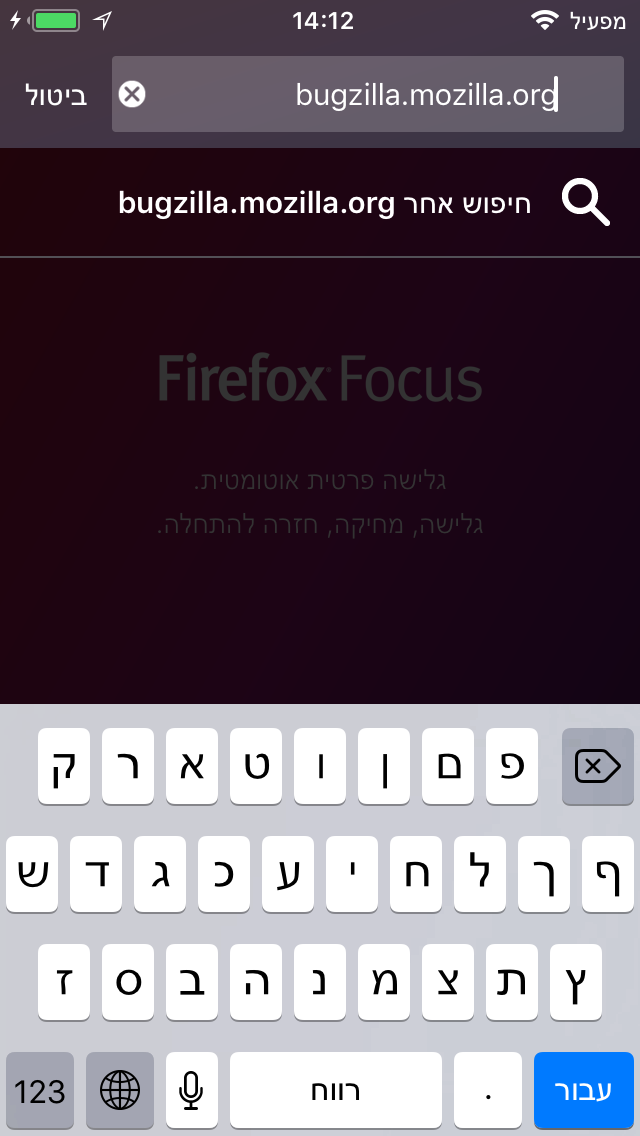 מפעיל 14:12
bugzilla.mozilla.org ביטול
חיפוש אחר bugzilla.mozilla.org
Firefox Focus
גלישה פרטית אוטומטית.
גלישה, מחיקה, חזרה להתחלה.
ק ר א ט ו ן ם פ
ש ד ג כ ע י ח ל ך ף
ז ס ב ה נ מ צ ת ץ
123 רווח . עבור